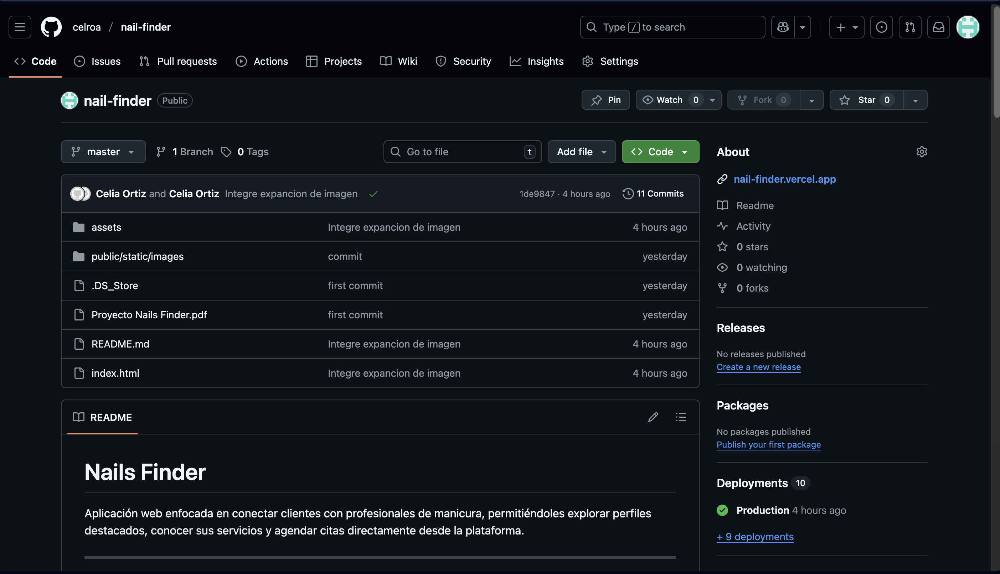 celroa / nail-finder
Type / to search
Code Issues Pull requests Actions Projects Wiki Security Insights Settings
nail-finder Public
Pin Watch 0 Fork 0 Star 0
master 1 Branch 0 Tags Go to file t Add file Code
Celia Ortiz and Celia Ortiz Integre expancion de imagen 1de9847 · 4 hours ago 11 Commits
assets Integre expancion de imagen 4 hours ago
public/static/images commit yesterday
.DS_Store first commit yesterday
Proyecto Nails Finder.pdf first commit yesterday
README.md Integre expancion de imagen 4 hours ago
index.html Integre expancion de imagen 4 hours ago
README
Nails Finder
Aplicación web enfocada en conectar clientes con profesionales de manicura, permitiéndoles explorar perfiles
destacados, conocer sus servicios y agendar citas directamente desde la plataforma.
About
nail-finder.vercel.app
Readme
Activity
0 stars
0 watching
0 forks
Releases
No releases published
Create a new release
Packages
No packages published
Publish your first package
Deployments 10
Production 4 hours ago
+ 9 deployments